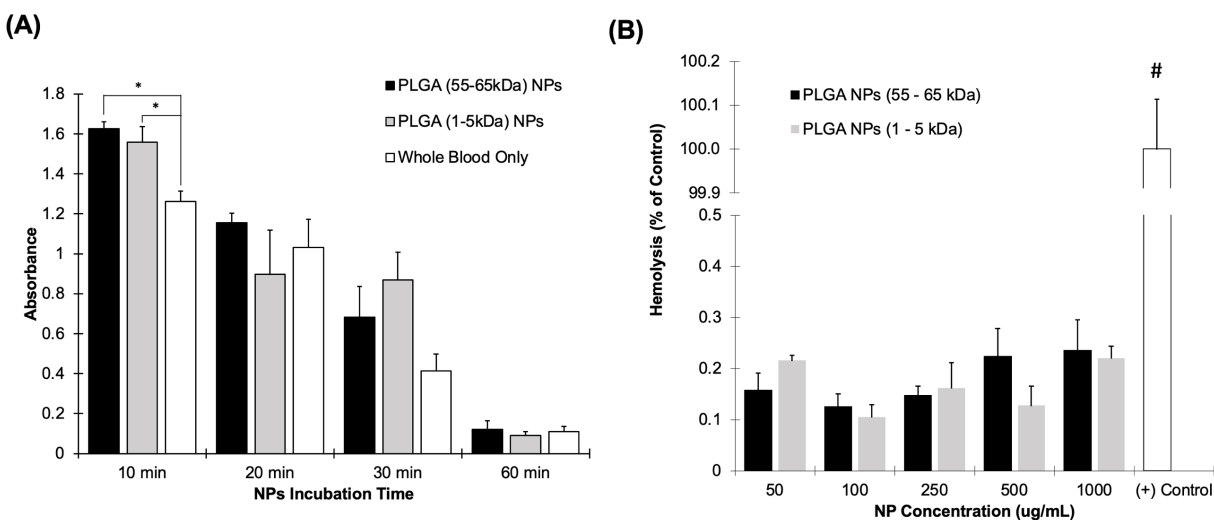 (A)
PLGA (55-65kDa) NPs
PLGA (1-5kDa) NPs
Whole Blood Only
*
*
1.8
1.6
1.4
1.2
1
0.8
0.6
0.4
0.2
0
Absorbance
10 min 20 min 30 min 60 min
NPs Incubation Time
(B)
PLGA NPs (55 - 65 kDa)
PLGA NPs (1 - 5 kDa)
#
100.2
100.1
100.0
99.9
0.5
0.4
0.3
0.2
0.1
0
Hemolysis (% of Control)
50 100 250 500 1000 (+) Control
NP Concentration (ug/mL)